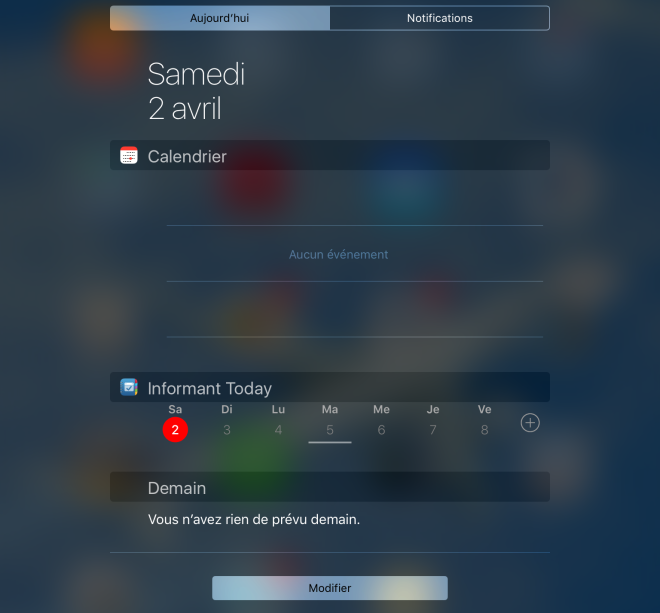 Aujourd'hui Notifications
Samedi
2 avril
Calendrier
Aucun événement
Informant Today
Sa Di Lu Ma Me Je Ve
2 3 4 5 6 7 8
Demain
Vous n'avez rien de prévu demain.
Modifier